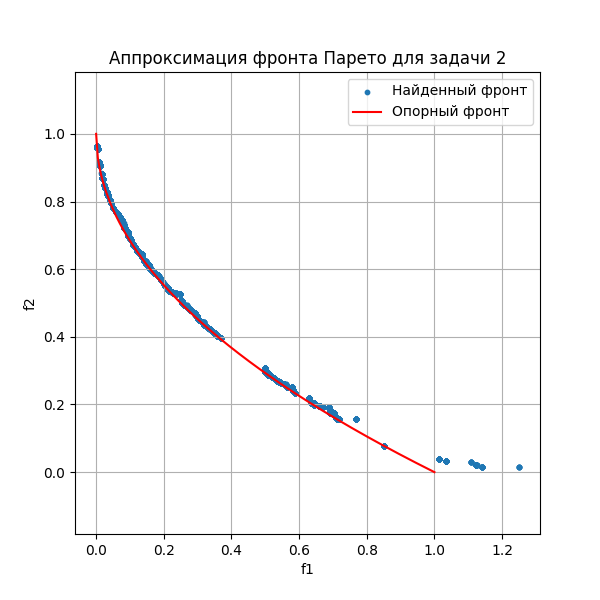 Аппроксимация фронта Парето для задачи 2
Найденный фронт
Опорный фронт
1.0
0.8
0.6
0.4
0.2
0.0
f2
0.0 0.2 0.4 0.6 0.8 1.0 1.2
f1